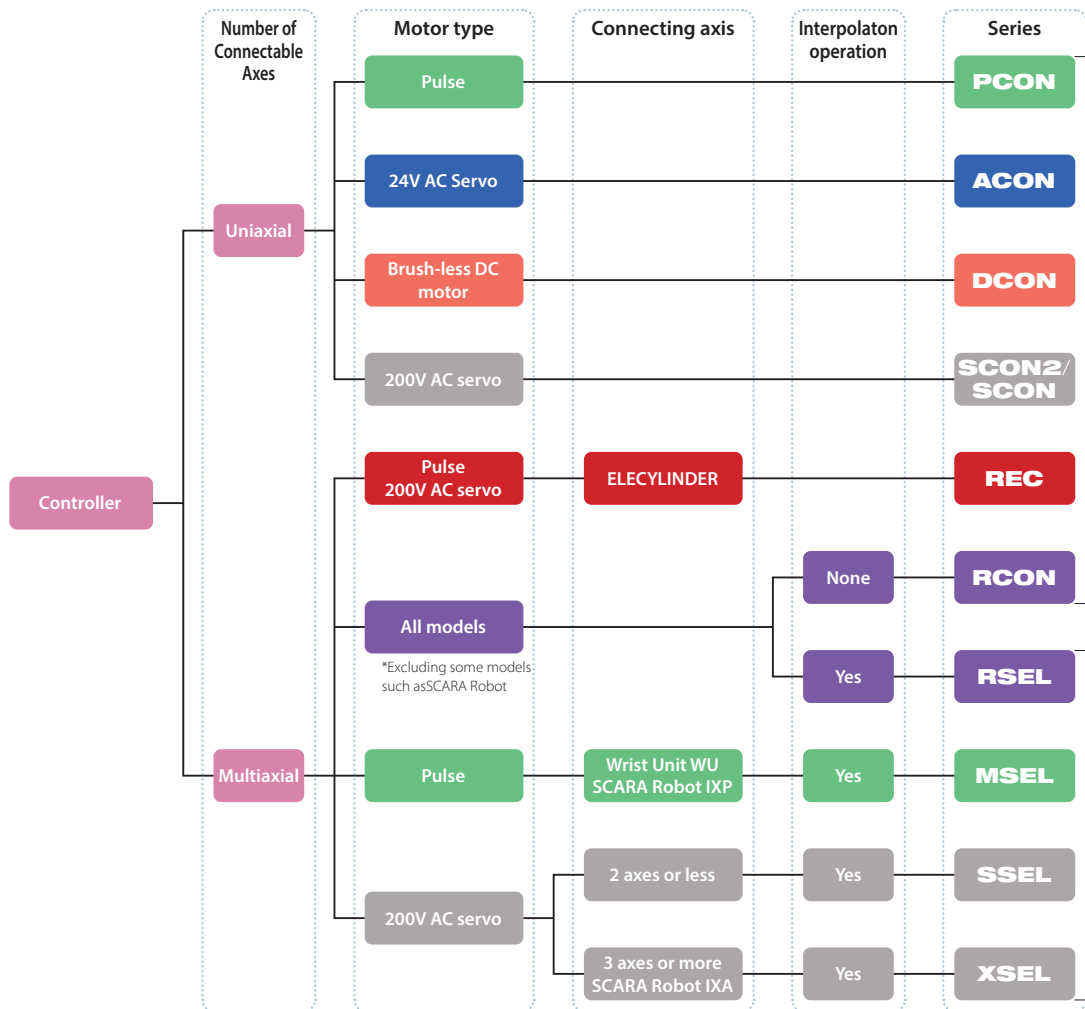 Number of
Connectable
Axes
Motor type
Connecting axis
Interpolaton
operation
Series
Pulse
PCON
24V AC Servo
ACON
Uniaxial
Brush-less DC
motor
DCON
200V AC servo
SCON2/
SCON
Controller
Pulse
200V AC servo
ELECYLINDER
REC
None
RCON
All models
*Excluding some models
such asSCARA Robot
Yes
RSEL
Multiaxial
Pulse
Wrist Unit WU
SCARA Robot IXP
Yes
MSEL
200V AC servo
2 axes or less
Yes
SSEL
3 axes or more
SCARA Robot IXA
Yes
XSEL